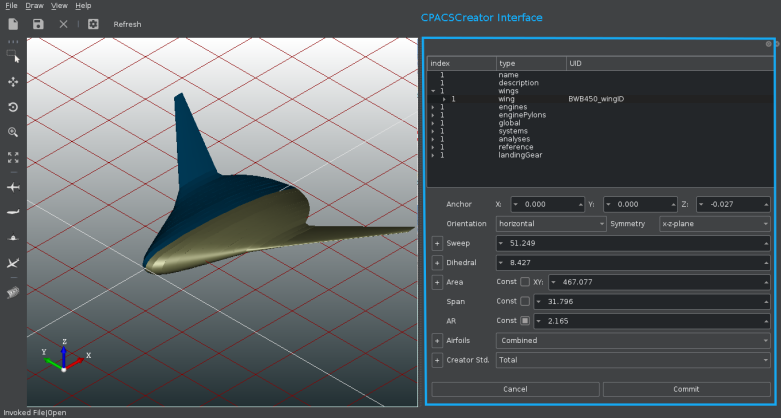 File Draw View Help
CPACSCreator Interface
Refresh
index type UID
1 name
1 description
1 wings
1 wing BWB450_wingID
1 engines
1 enginePylons
1 global
1 systems
1 analyses
1 reference
1 landingGear
Anchor X: 0.000 Y: 0.000 Z: -0.027
Orientation horizontal Symmetry x-z-plane
+ Sweep 51.249
+ Dihedral 8.427
+ Area Const XY: 467.077
Span Const 31.796
AR Const 2.165
+ Airfoils Combined
+ Creator Std. Total
Cancel Commit
Z
Y
X
Invoked File|Open